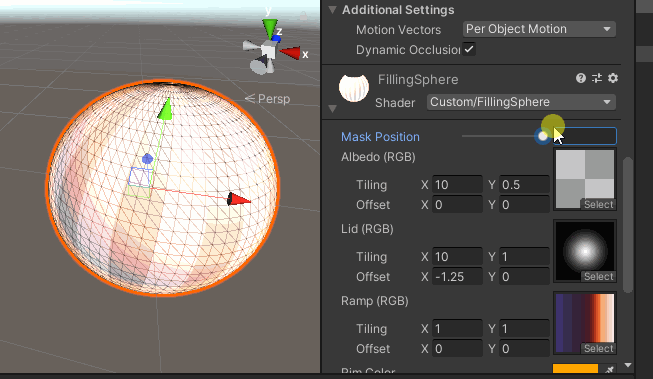 Additional Settings
Motion Vectors Per Object Motion
Dynamic Occlusion
y
z
x
Persp
FillingSphere
Shader Custom/FillingSphere
Mask Position
Albedo (RGB)
Tiling X 10 Y 0.5
Offset X 0 Y 0
Select
Lid (RGB)
Tiling X 10 Y 1
Offset X -1.25 Y 0
Select
Ramp (RGB)
Tiling X 1 Y 1
Offset X 0 Y 0
Select
Rim Color